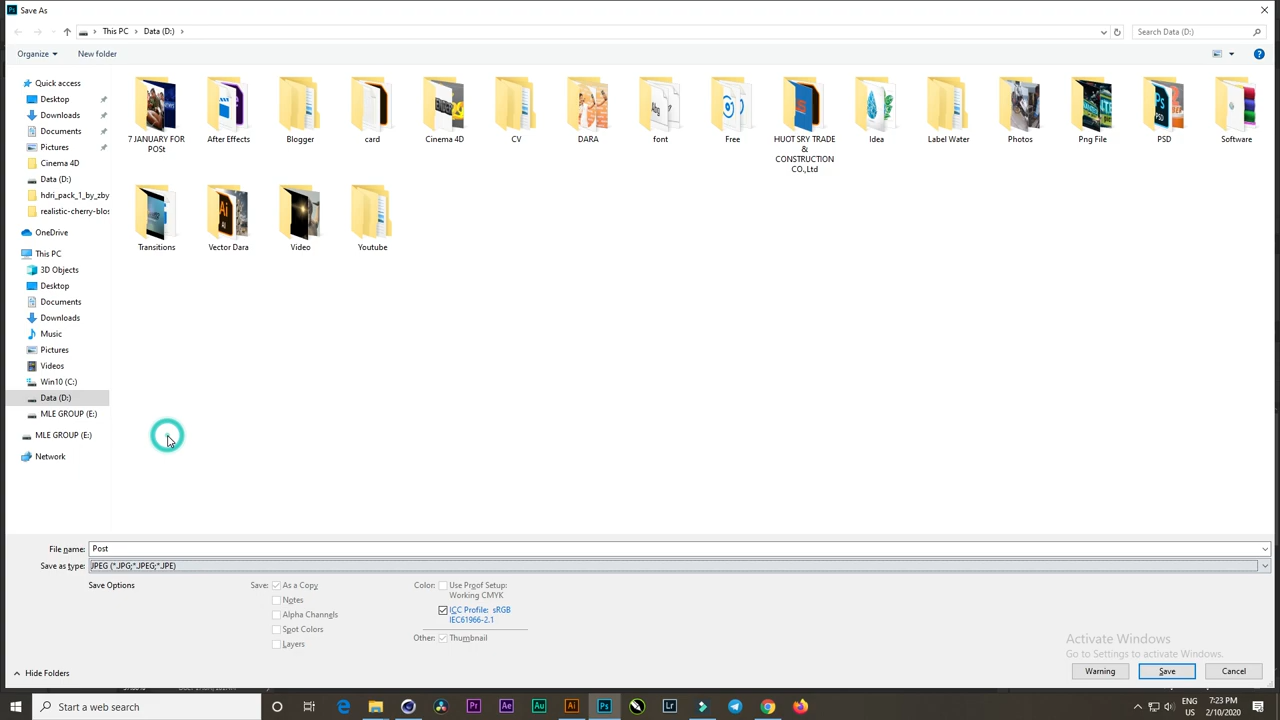 Save As
This PC
Data (D:)
Search Data (D:)
Organize
New folder
Quick access
Desktop
Downloads
Documents
Pictures
Cinema 4D
Data (D:)
hdri_pack_1_by_zby
realistic-cherry-blos
OneDrive
This PC
3D Objects
Desktop
Documents
Downloads
Music
Pictures
Videos
Win10 (C:)
Data (D:)
MLE GROUP (E:)
MLE GROUP (E:)
Network
7 JANUARY FOR
POSt
After Effects
Blogger
card
Cinema 4D
CV
DARA
font
Free
HUOT SRY TRADE
&
CONSTRUCTION
CO.,Ltd
Idea
Label Water
Photos
Png File
PSD
Software
Transitions
Vector Dara
Video
Youtube
File name:
Post
Save as type:
JPEG (*.JPG;*.JPEG;*.JPE)
Save Options
Save:
As a Copy
Notes
Alpha Channels
Spot Colors
Layers
Color:
Use Proof Setup:
Working CMYK
ICC Profile: sRGB
IEC61966-2.1
Other:
Thumbnail
Activate Windows
Go to Settings to activate Windows.
Hide Folders
Warning
Save
Cancel
Start a web search
ENG
US
7:23 PM
2/10/2020